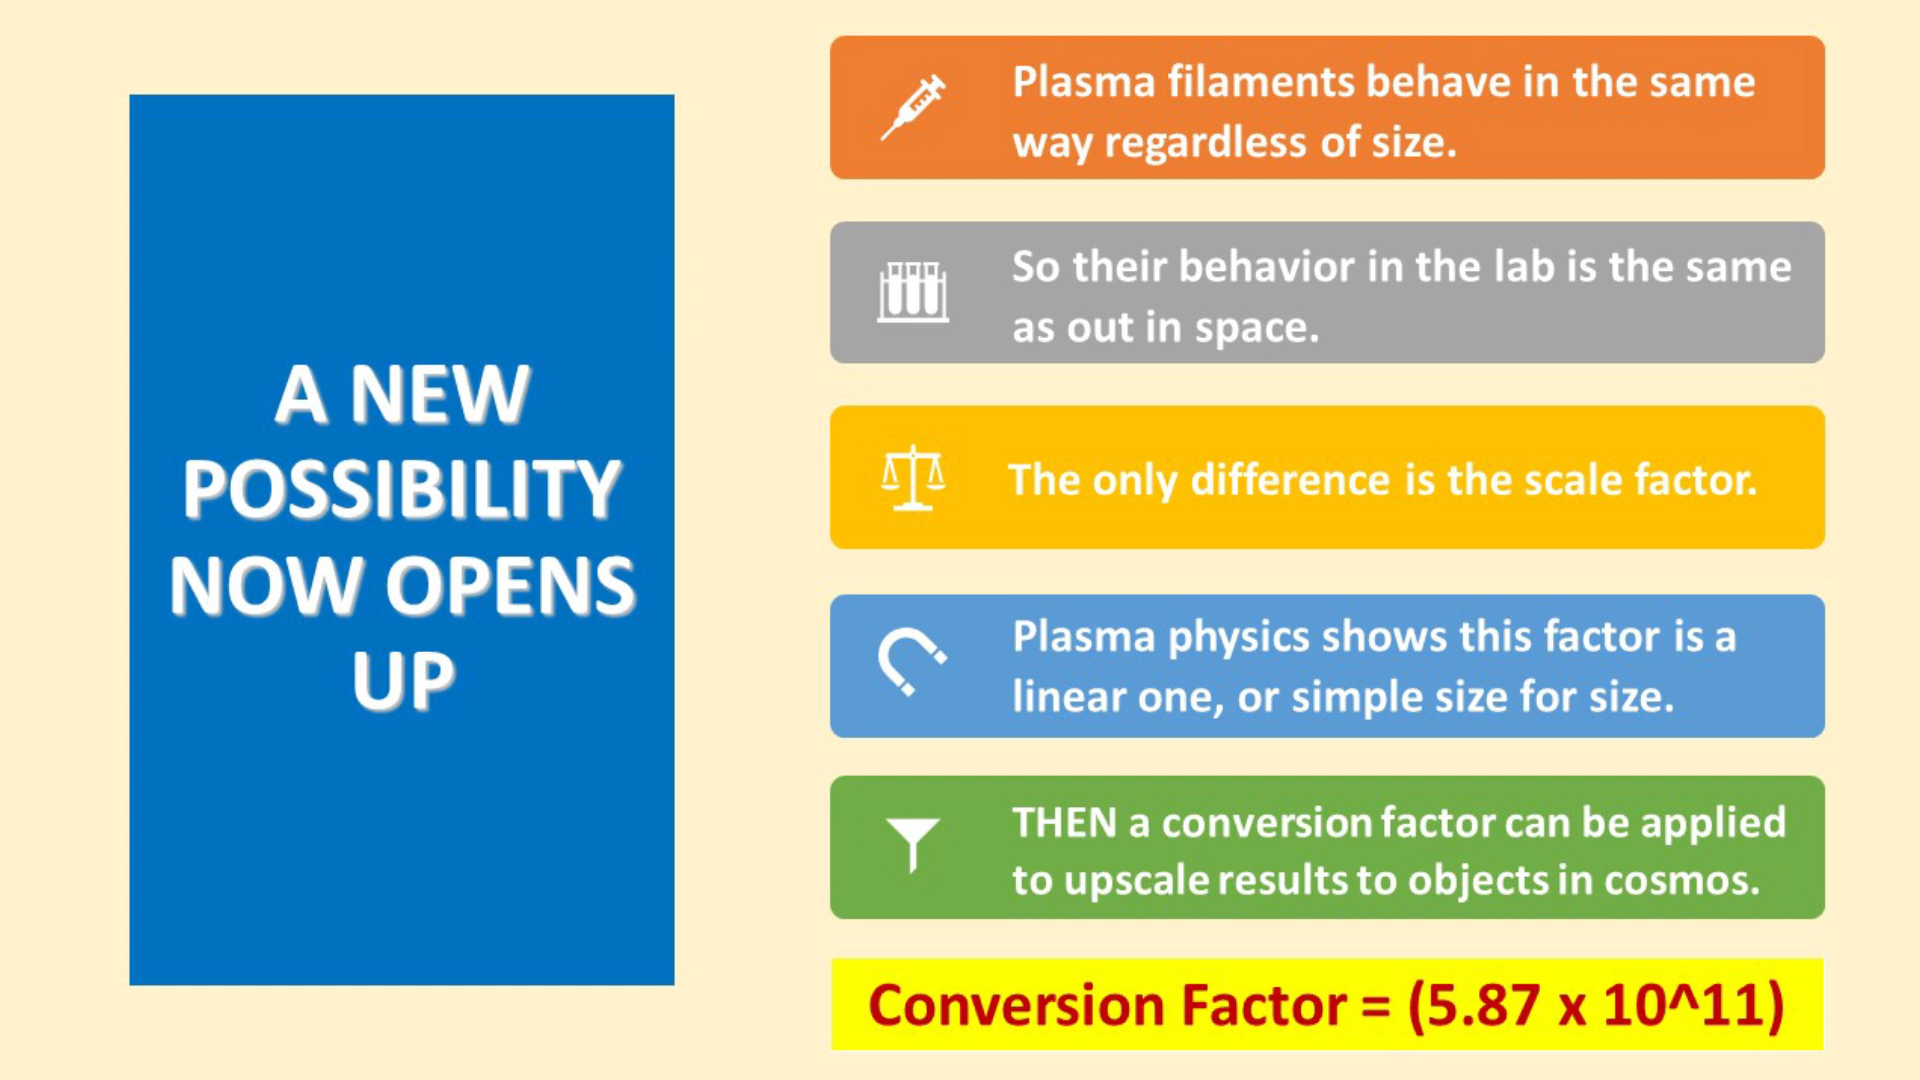 A NEW
POSSIBILITY
NOW OPENS
UP
Plasma filaments behave in the same
way regardless of size.
So their behavior in the lab is the same
as out in space.
The only difference is the scale factor.
Plasma physics shows this factor is a
linear one, or simple size for size.
THEN a conversion factor can be applied
to upscale results to objects in cosmos.
Conversion Factor = (5.87 x 10^11)